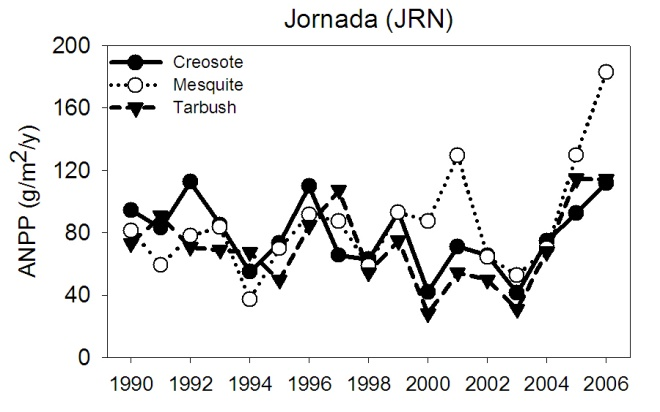 Jornada (JRN)
200
160
120
80
40
0
ANPP (g/m²/y)
Creosote
Mesquite
Tarbush
1990 1992 1994 1996 1998 2000 2002 2004 2006